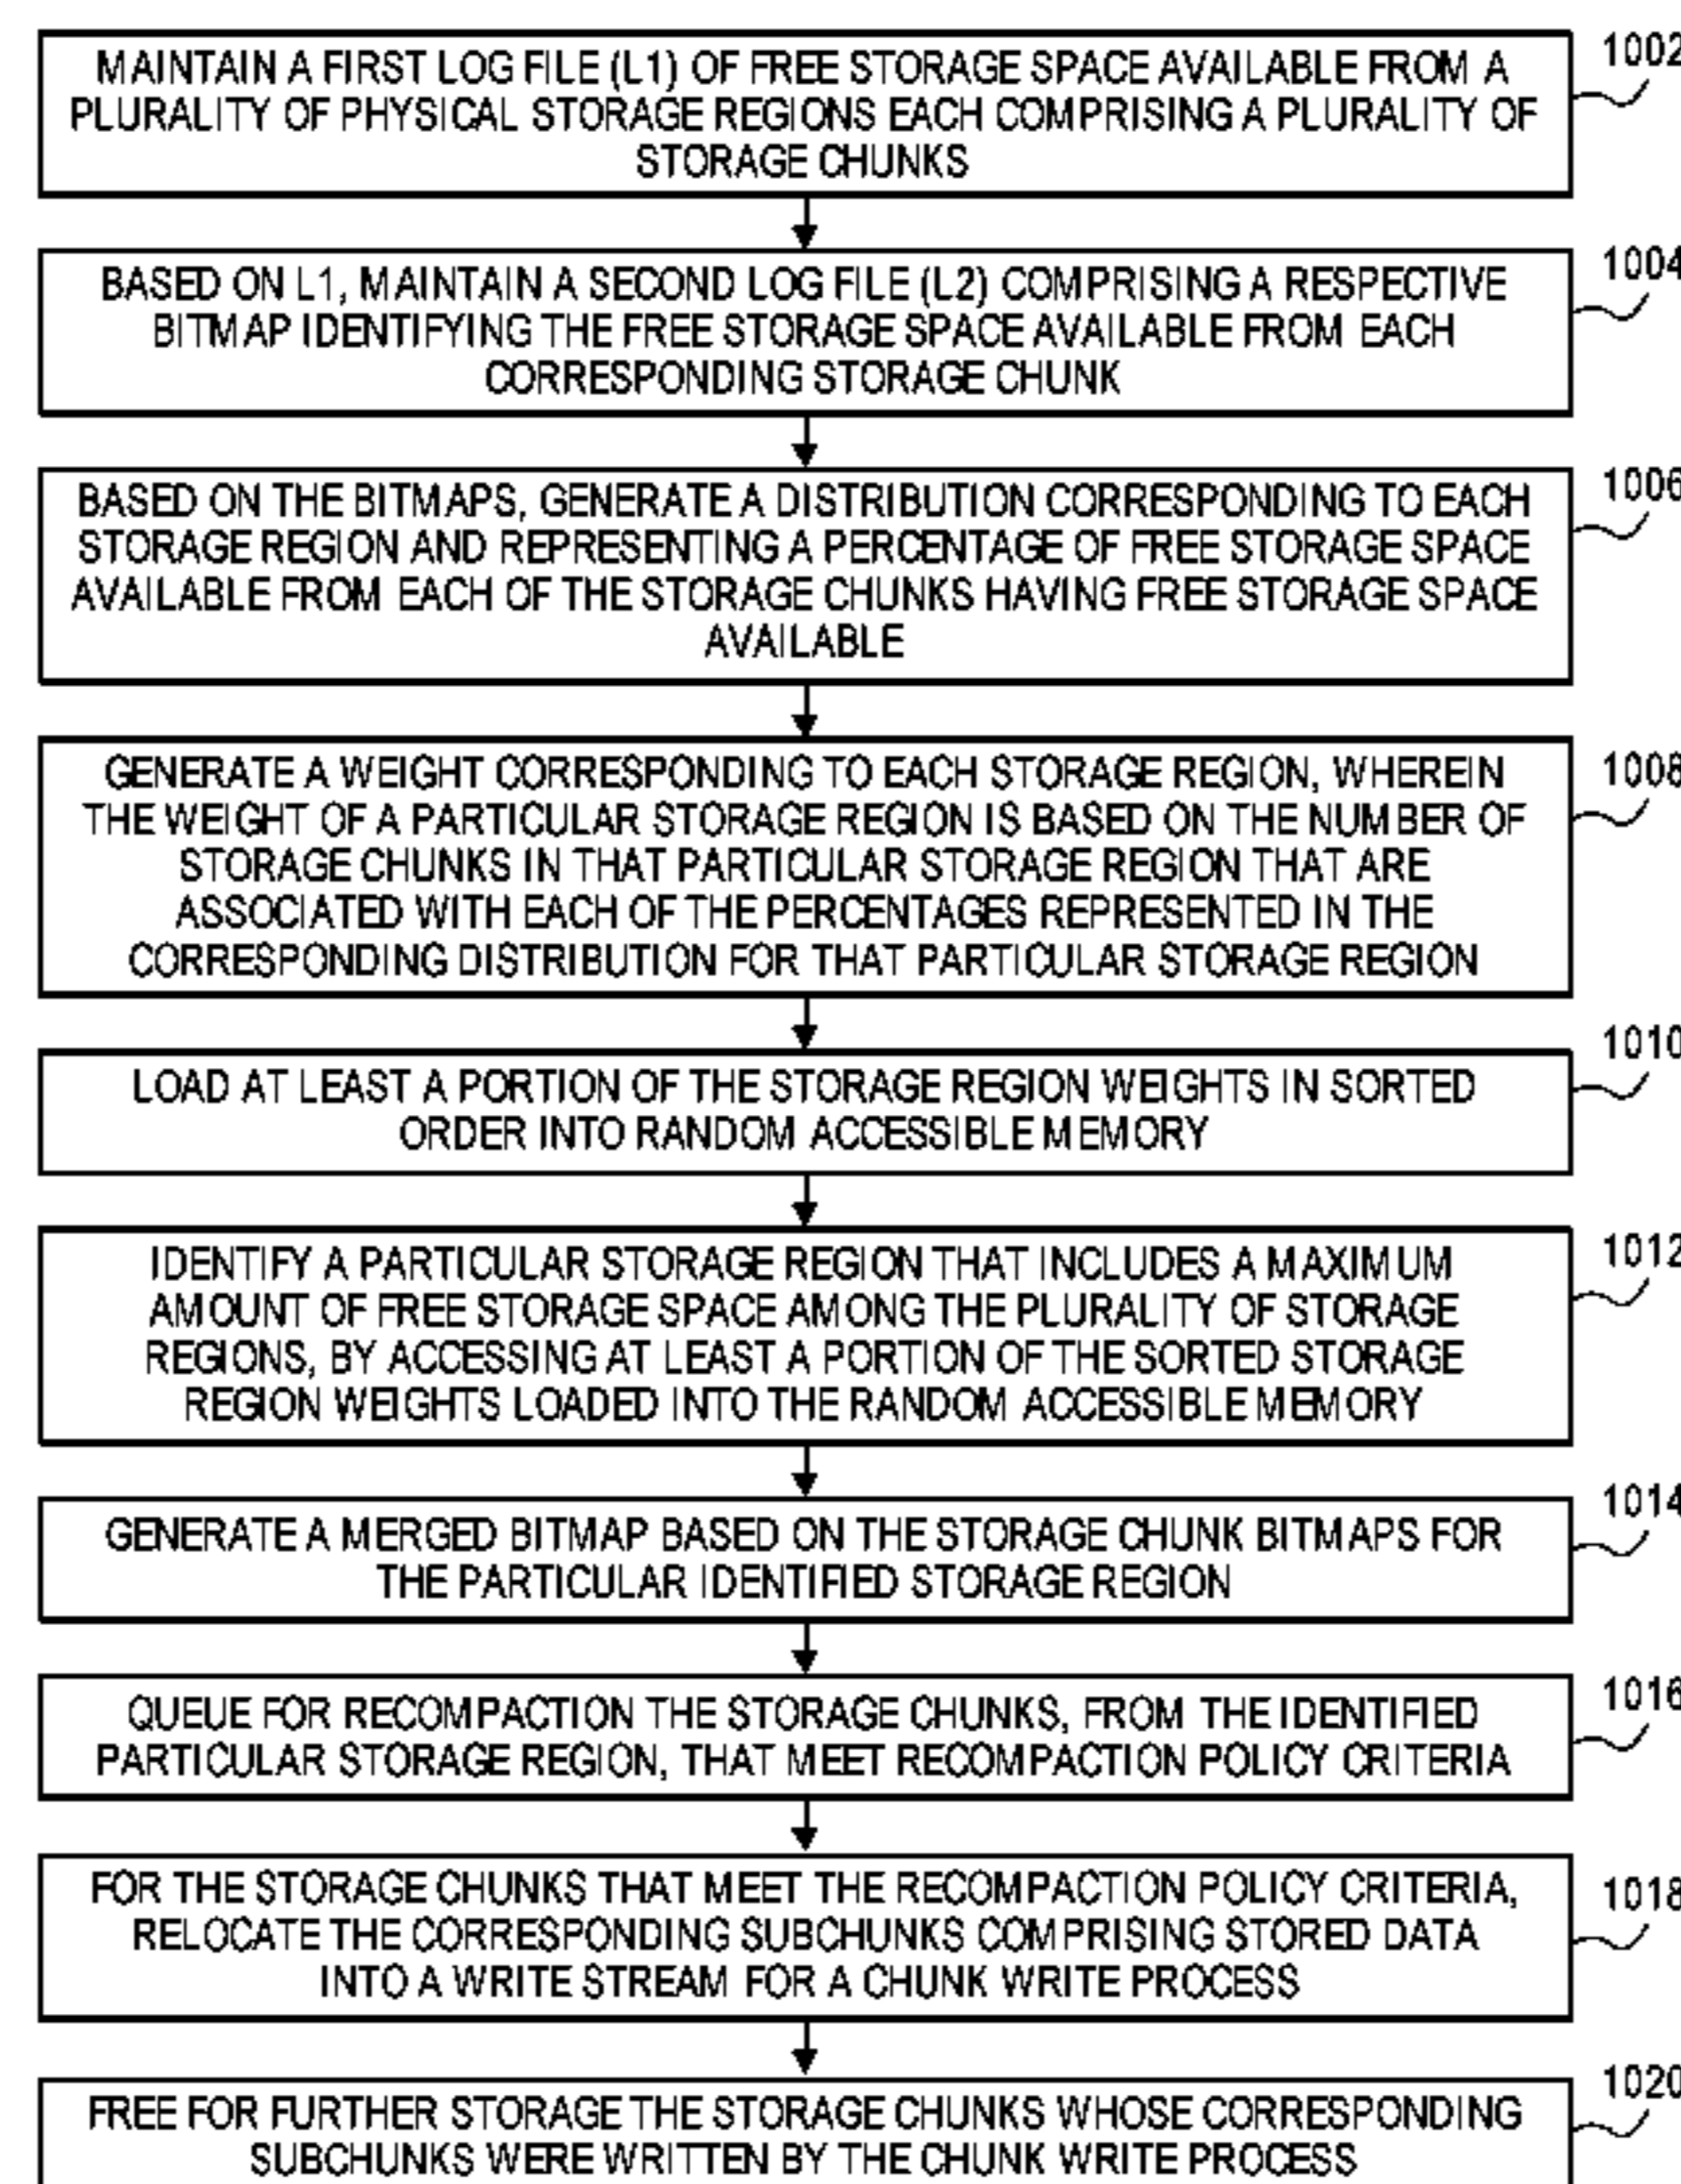 1002
MAINTAIN A FIRST LOG FILE (L1) OF FREE STORAGE SPACE AVAILABLE FROM A
PLURALITY OF PHYSICAL STORAGE REGIONS EACH COMPRISING A PLURALITY OF
STORAGE CHUNKS
1004
BASED ON L1, MAINTAIN A SECOND LOG FILE (L2) COMPRISING A RESPECTIVE
BITMAP IDENTIFYING THE FREE STORAGE SPACE AVAILABLE FROM EACH
CORRESPONDING STORAGE CHUNK
1006
BASED ON THE BITMAPS, GENERATE A DISTRIBUTION CORRESPONDING TO EACH
STORAGE REGION AND REPRESENTING A PERCENTAGE OF FREE STORAGE SPACE
AVAILABLE FROM EACH OF THE STORAGE CHUNKS HAVING FREE STORAGE SPACE
AVAILABLE
1008
GENERATE A WEIGHT CORRESPONDING TO EACH STORAGE REGION, WHEREIN
THE WEIGHT OF A PARTICULAR STORAGE REGION IS BASED ON THE NUMBER OF
STORAGE CHUNKS IN THAT PARTICULAR STORAGE REGION THAT ARE
ASSOCIATED WITH EACH OF THE PERCENTAGES REPRESENTED IN THE
CORRESPONDING DISTRIBUTION FOR THAT PARTICULAR STORAGE REGION
1010
LOAD AT LEAST A PORTION OF THE STORAGE REGION WEIGHTS IN SORTED
ORDER INTO RANDOM ACCESSIBLE MEMORY
1012
IDENTIFY A PARTICULAR STORAGE REGION THAT INCLUDES A MAXIMUM
AMOUNT OF FREE STORAGE SPACE AMONG THE PLURALITY OF STORAGE
REGIONS, BY ACCESSING AT LEAST A PORTION OF THE SORTED STORAGE
REGION WEIGHTS LOADED INTO THE RANDOM ACCESSIBLE MEMORY
1014
GENERATE A MERGED BITMAP BASED ON THE STORAGE CHUNK BITMAPS FOR
THE PARTICULAR IDENTIFIED STORAGE REGION
1016
QUEUE FOR RECOMPACTION THE STORAGE CHUNKS, FROM THE IDENTIFIED
PARTICULAR STORAGE REGION, THAT MEET RECOMPACTION POLICY CRITERIA
1018
FOR THE STORAGE CHUNKS THAT MEET THE RECOMPACTION POLICY CRITERIA,
RELOCATE THE CORRESPONDING SUBCHUNKS COMPRISING STORED DATA
INTO A WRITE STREAM FOR A CHUNK WRITE PROCESS
1020
FREE FOR FURTHER STORAGE THE STORAGE CHUNKS WHOSE CORRESPONDING
SUBCHUNKS WERE WRITTEN BY THE CHUNK WRITE PROCESS